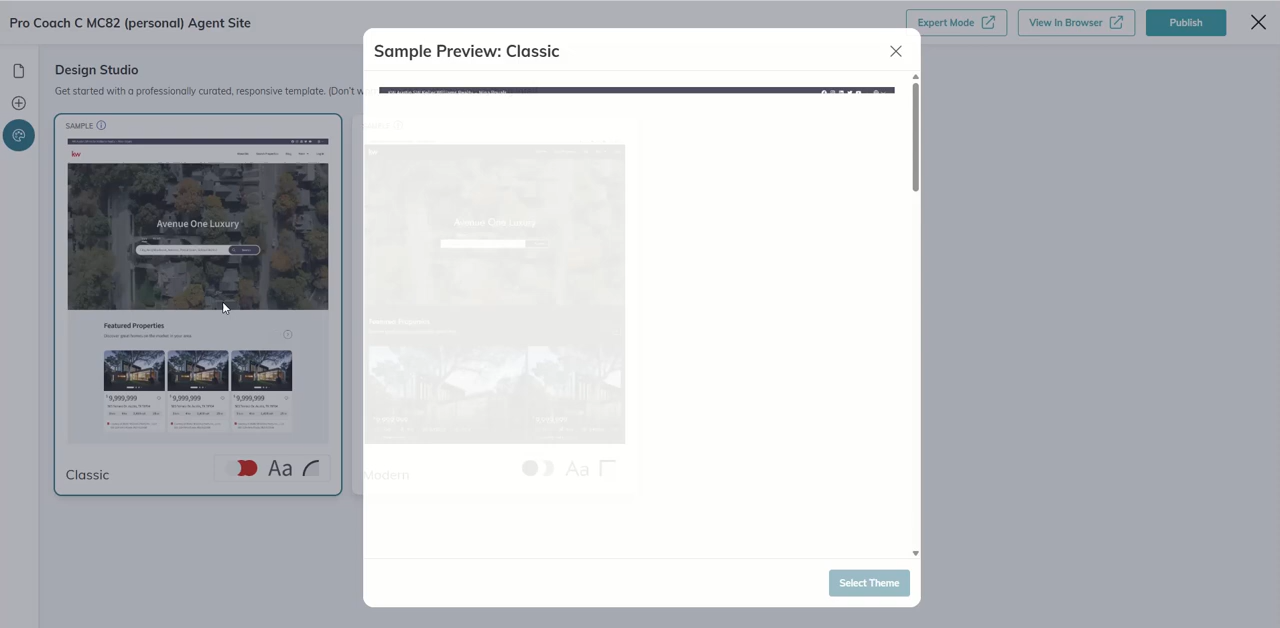 Pro Coach C MC82 (personal) Agent Site
Expert Mode
View In Browser
Publish
Sample Preview: Classic
Design Studio
Get started with a professionally curated, responsive template. (Don't w
SAMPLE
kw
Avenue One Luxury
Featured Properties
Discover great homes on the market in your area
$9,999,999
$9,999,999
$9,999,999
Classic
Aa
Avenue One Luxury
Featured Properties
Modern
Aa
Select Theme